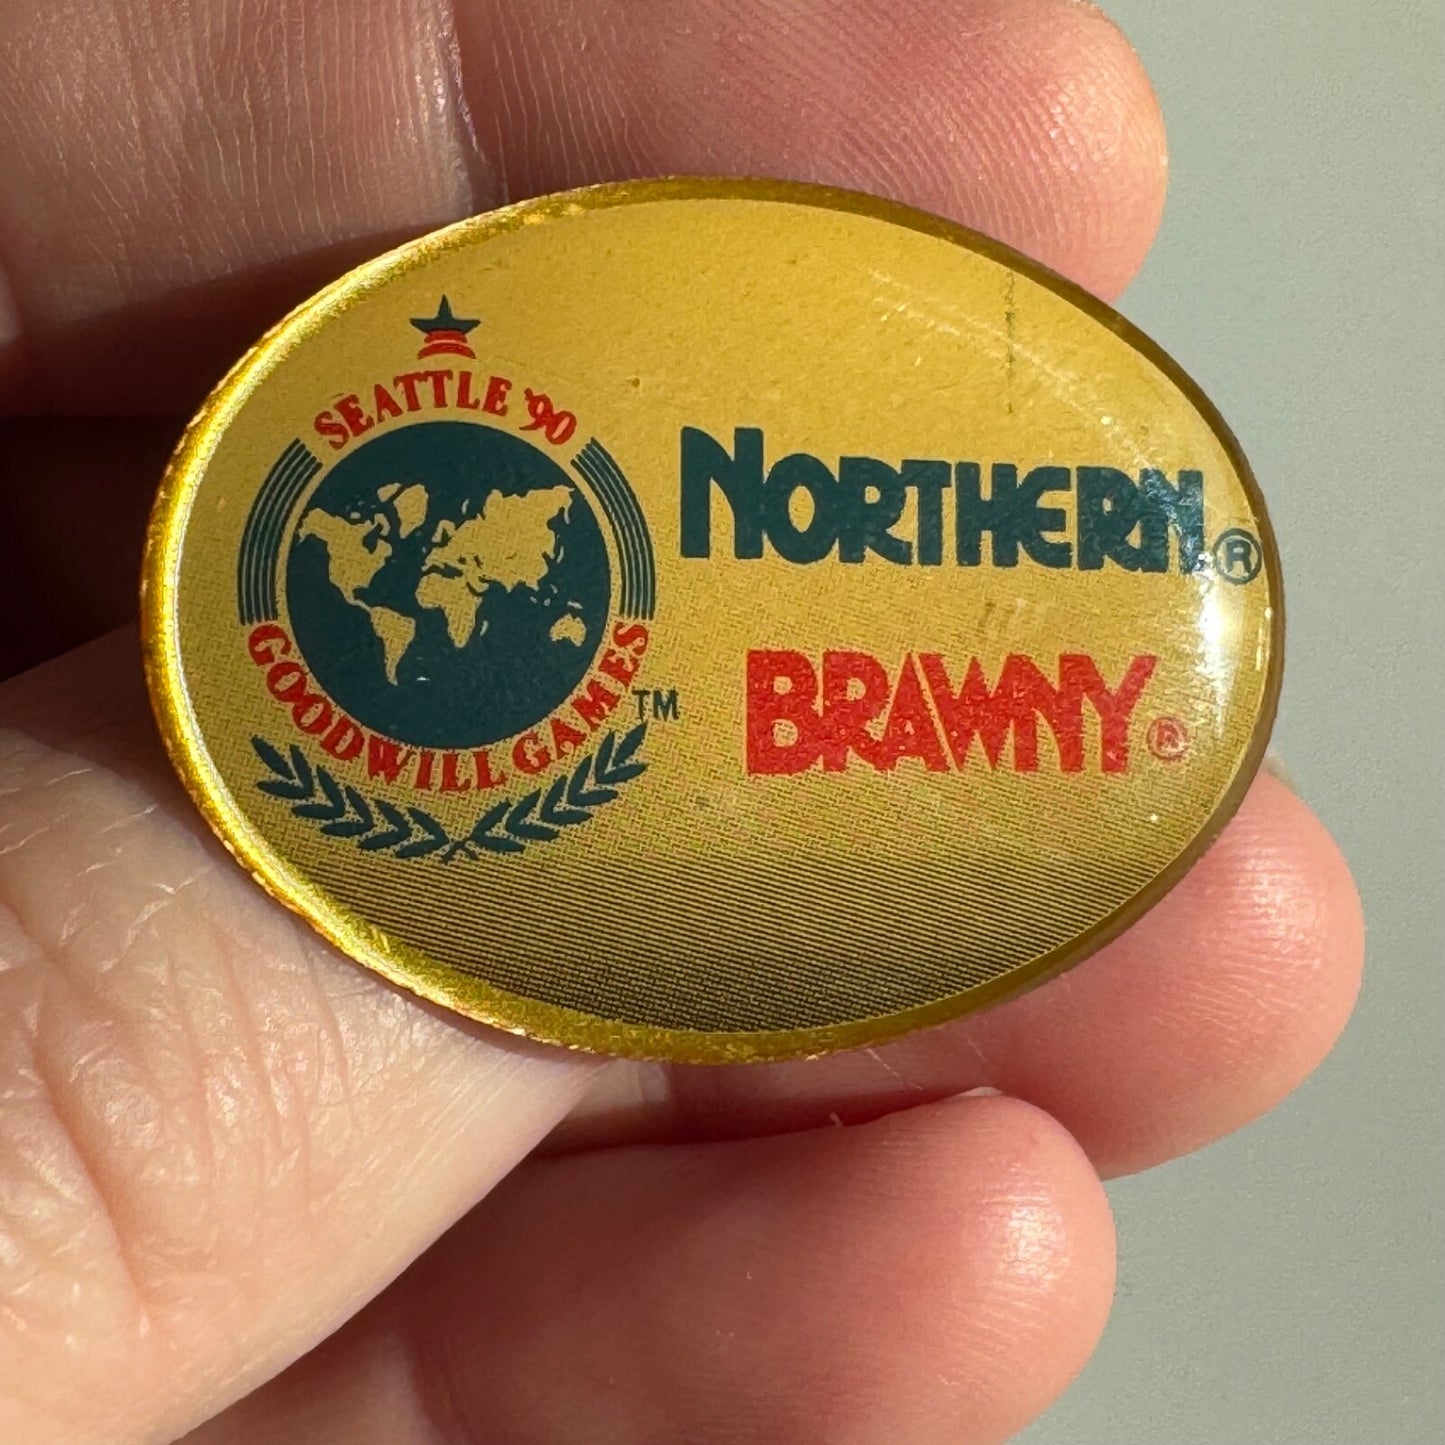 SEATTLE '90
GOODWILL GAMES
TM
NORTHERN®
BRAWNY®